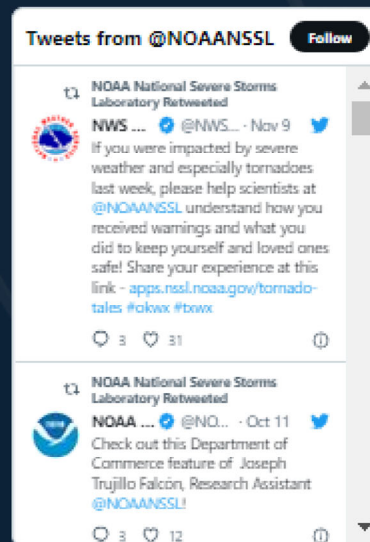 Tweets from @NOAANSSL
Follow
NOAA National Severe Storms
Laboratory Retweeted
NWS ... @NWS... · Nov 9
If you were impacted by severe
weather and especially tornadoes
last week, please help scientists at
@NOAANSSL understand how you
received warnings and what you
did to keep yourself and loved ones
safe! Share your experience at this
link - apps.nssl.noaa.gov/tornado-
tales #okwx #txwx
3 31
NOAA National Severe Storms
Laboratory Retweeted
NOAA ... @NO... · Oct 11
Check out this Department of
Commerce feature of Joseph
Trujillo Falcón, Research Assistant
@NOAANSSL!
3 12